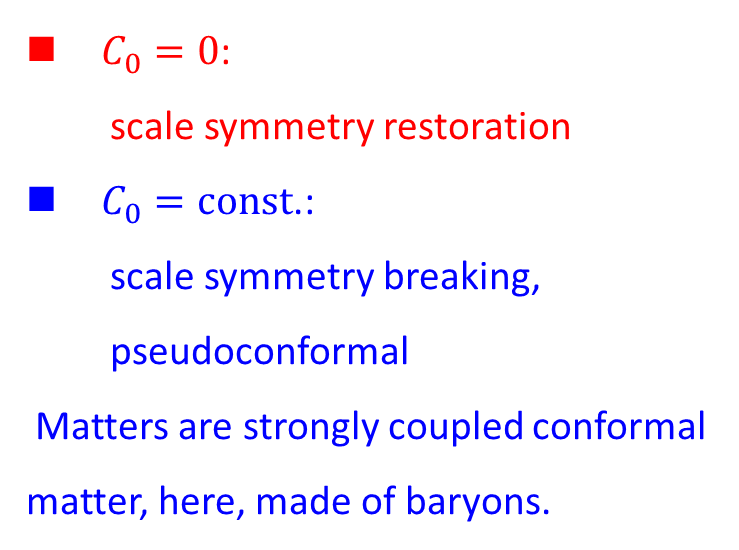 ■ C₀ = 0:
scale symmetry restoration
■ C₀ = const.:
scale symmetry breaking,
pseudoconformal
Matters are strongly coupled conformal
matter, here, made of baryons.